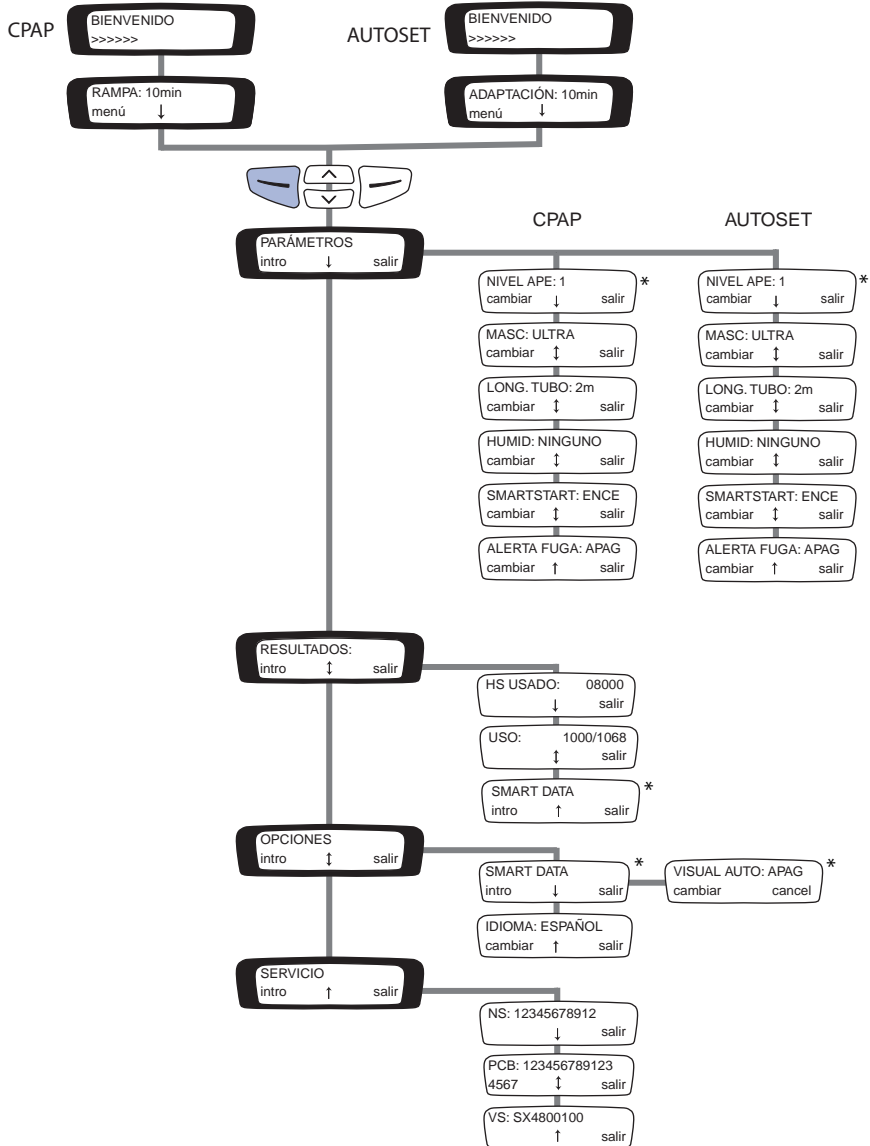 CPAP
BIENVENIDO
>>>>>>
AUTOSET
BIENVENIDO
>>>>>>
RAMPA: 10min
menú ↓
ADAPTACIÓN: 10min
menú ↓
PARÁMETROS
intro ↓ salir
CPAP
NIVEL APE: 1 *
cambiar ↓ salir
MASC: ULTRA
cambiar ↕ salir
LONG. TUBO: 2m
cambiar ↕ salir
HUMID: NINGUNO
cambiar ↕ salir
SMARTSTART: ENCE
cambiar ↕ salir
ALERTA FUGA: APAG
cambiar ↑ salir
AUTOSET
NIVEL APE: 1 *
cambiar ↓ salir
MASC: ULTRA
cambiar ↕ salir
LONG. TUBO: 2m
cambiar ↕ salir
HUMID: NINGUNO
cambiar ↕ salir
SMARTSTART: ENCE
cambiar ↕ salir
ALERTA FUGA: APAG
cambiar ↑ salir
RESULTADOS:
intro ↕ salir
HS USADO: 08000
↓ salir
USO: 1000/1068
↕ salir
SMART DATA *
intro ↑ salir
OPCIONES
intro ↕ salir
SMART DATA *
intro ↓ salir
VISUAL AUTO: APAG *
cambiar cancel
IDIOMA: ESPAÑOL
cambiar ↑ salir
SERVICIO
intro ↑ salir
NS: 12345678912
↓ salir
PCB: 123456789123
4567 ↕ salir
VS: SX4800100
↑ salir